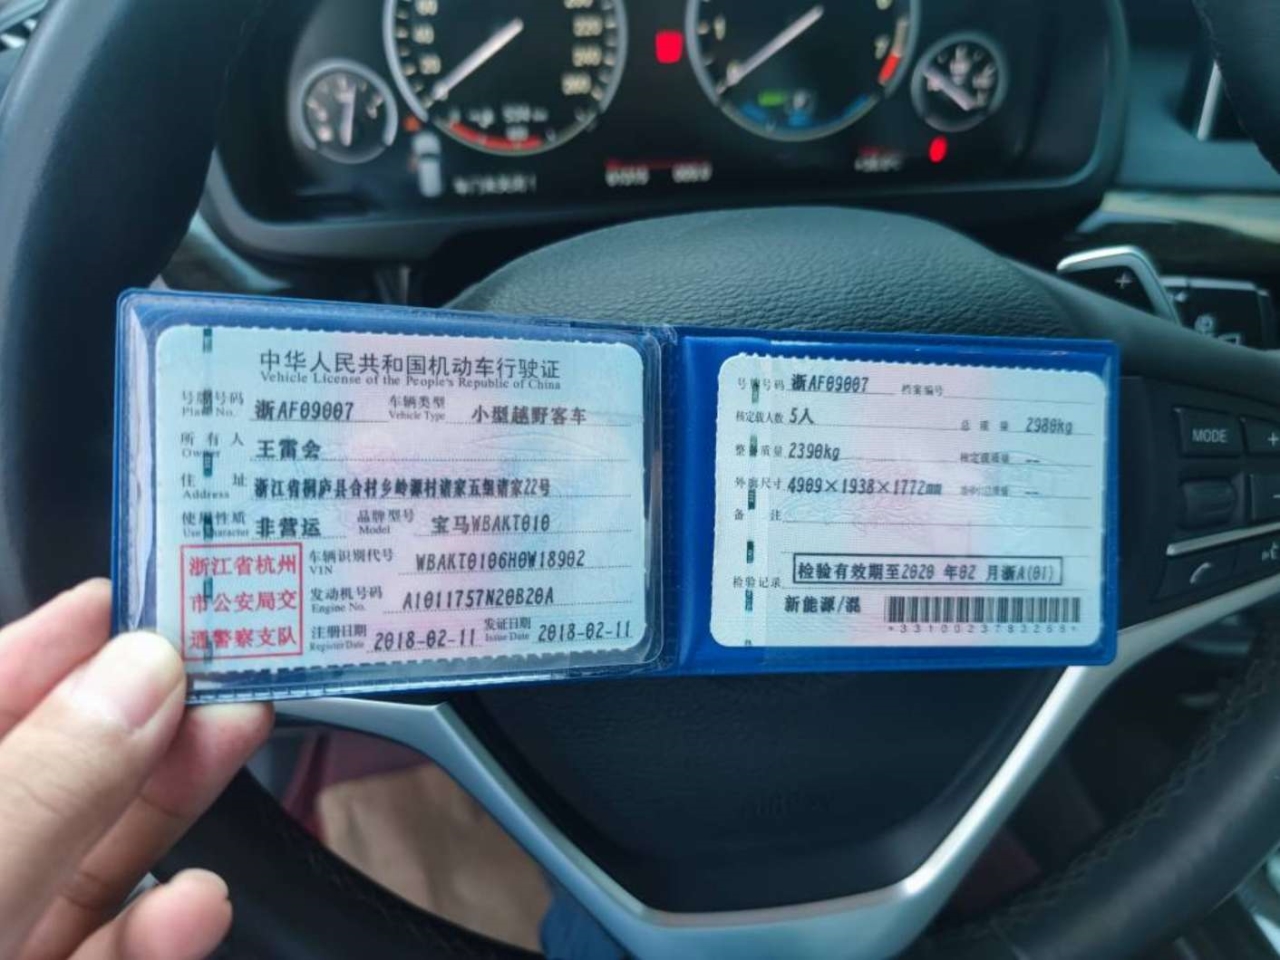 中华人民共和国机动车行驶证
Vehicle License of the People's Republic of China
号牌号码 浙AF09007 车辆类型 小型越野客车
Plate No. Vehicle Type
所有人 王雷会
Owner
住址 浙江省桐庐县合村乡岭源村诸家五组诸家22号
Address
使用性质 非营运 品牌型号 宝马WBAKT010
Use Character Model
浙江省杭州
市公安局交
通警察支队
车辆识别代号 WBAKT0106H0W18902
VIN
发动机号码 A1011757N20B20A
Engine No.
注册日期 2018-02-11 发证日期 2018-02-11
Register Date Issue Date
号牌号码 浙AF09007 档案编号
核定载人数 5人 总质量 2980kg
整备质量 2390kg 核定载质量 --
外廓尺寸 4909×1938×1772mm --
备注
检验记录
检验有效期至2020 年02 月浙A(01)
新能源/混
*3310023783268*
MODE
+